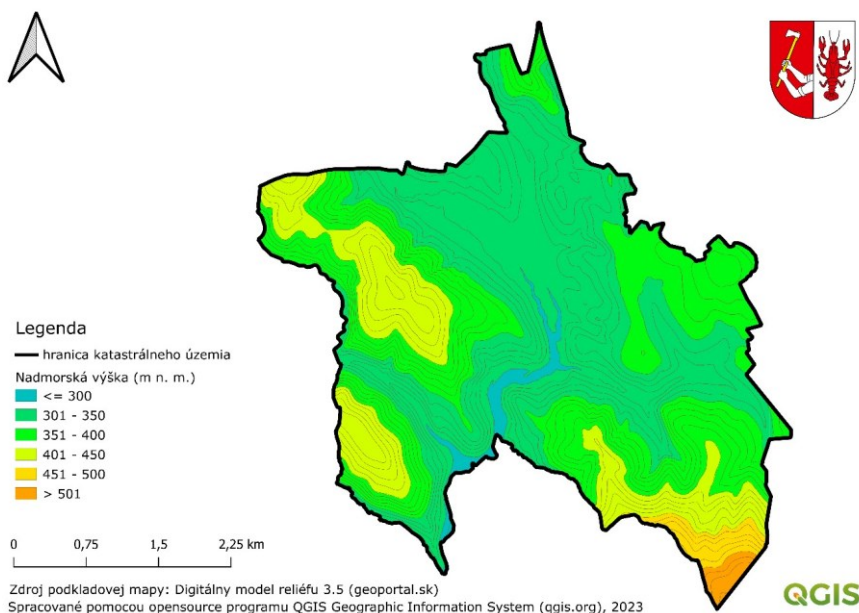 Legenda
hranica katastrálneho územia
Nadmorská výška (m n. m.)
<= 300
301 - 350
351 - 400
401 - 450
451 - 500
> 501
0 0,75 1,5 2,25 km
Zdroj podkladovej mapy: Digitálny model reliéfu 3.5 (geoportal.sk)
Spracované pomocou opensource programu QGIS Geographic Information System (qgis.org), 2023
QGIS